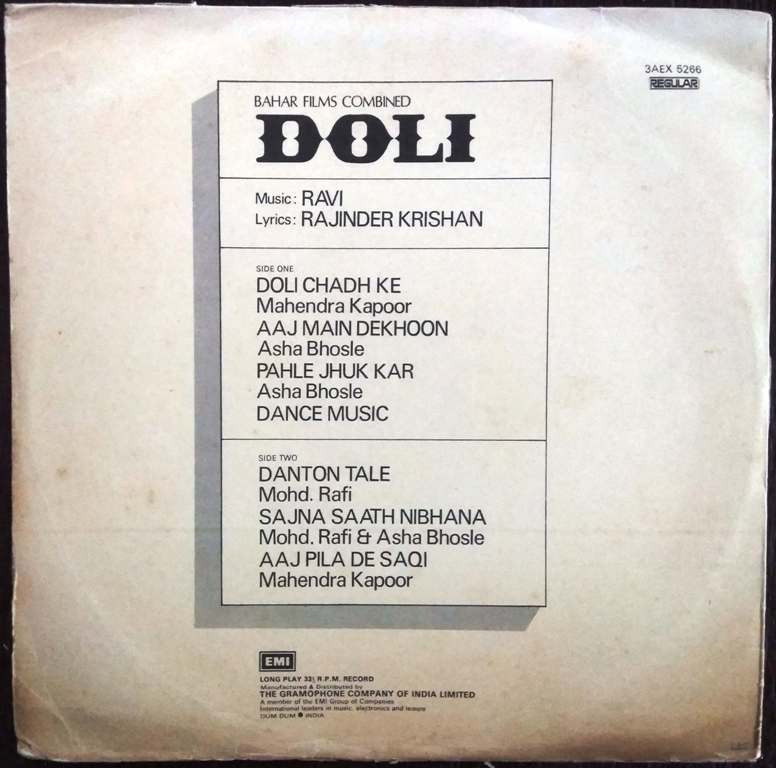 3AEX 5266
REGULAR
BAHAR FILMS COMBINED
DOLI
Music: RAVI
Lyrics: RAJINDER KRISHAN
SIDE ONE
DOLI CHADH KE
Mahendra Kapoor
AAJ MAIN DEKHOON
Asha Bhosle
PAHLE JHUK KAR
Asha Bhosle
DANCE MUSIC
SIDE TWO
DANTON TALE
Mohd. Rafi
SAJNA SAATH NIBHANA
Mohd. Rafi & Asha Bhosle
AAJ PILA DE SAQI
Mahendra Kapoor
EMI
LONG PLAY 33⅓ R.P.M. RECORD
Manufactured & Distributed by
THE GRAMOPHONE COMPANY OF INDIA LIMITED
A member of the EMI Group of Companies
International leaders in music, electronics and leisure
DUM DUM ● INDIA